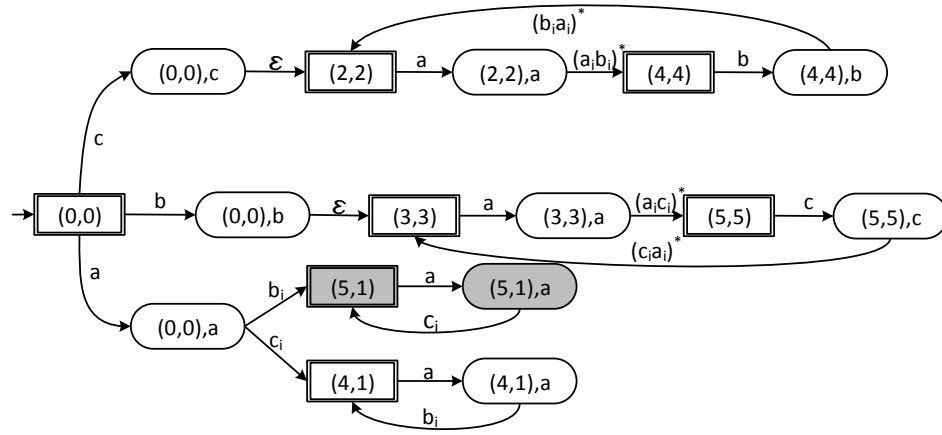 (bᵢaᵢ)*
(0,0),c ε (2,2) a (2,2),a (aᵢbᵢ)* (4,4) b (4,4),b
c
(0,0) b (0,0),b ε (3,3) a (3,3),a (aᵢcᵢ)* (5,5) c (5,5),c
(cᵢaᵢ)*
a
bᵢ (5,1) a (5,1),a
(0,0),a cᵢ
cᵢ (4,1) a (4,1),a
bᵢ